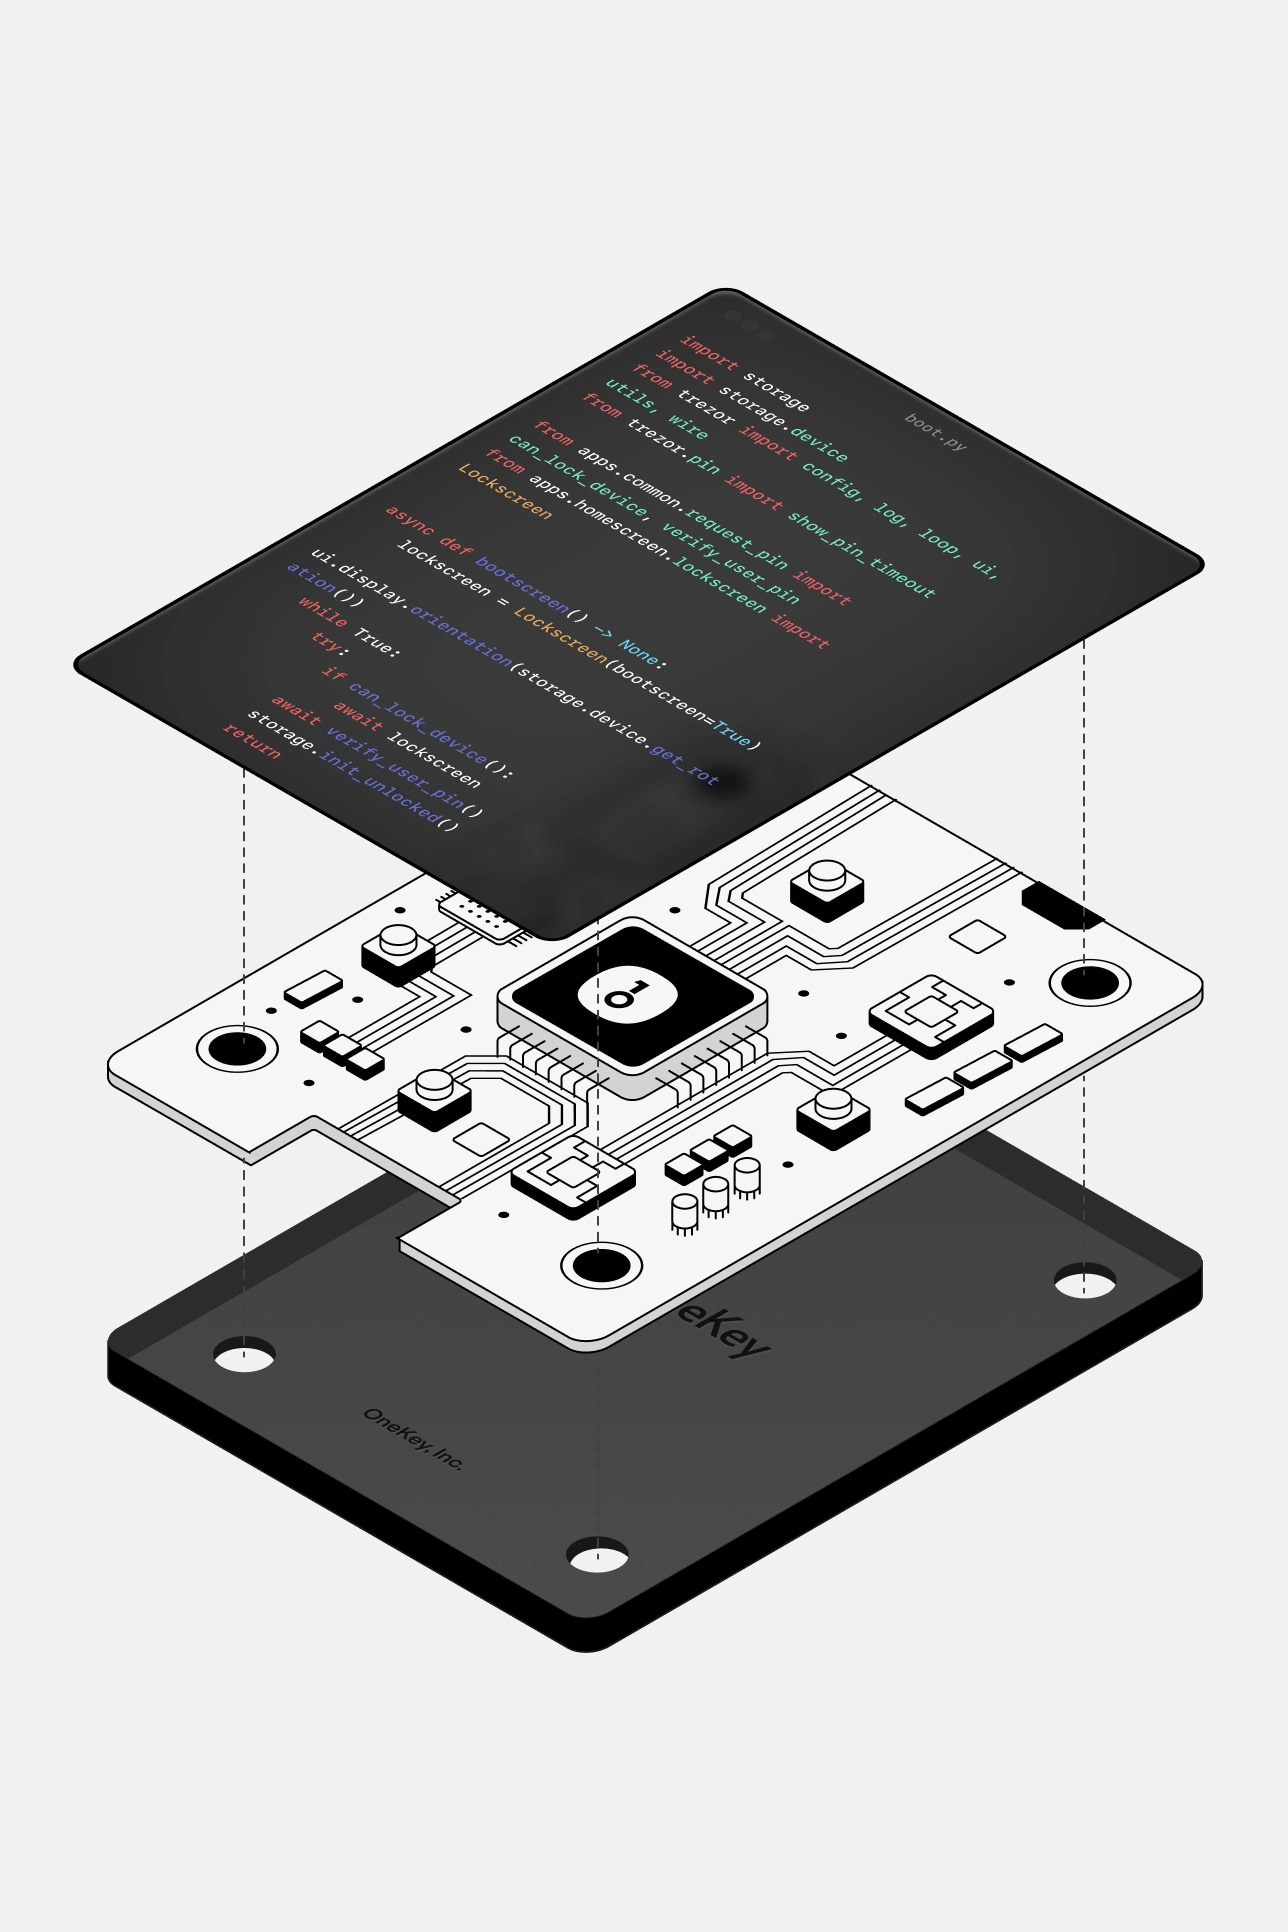 boot.py
import storage
import storage.device
from trezor import config, log, loop, ui,
utils, wire
from trezor.pin import show_pin_timeout
from apps.common.request_pin import
can_lock_device, verify_user_pin
from apps.homescreen.lockscreen import
Lockscreen
async def bootscreen() -> None:
lockscreen = Lockscreen(bootscreen=True)
ui.display.orientation(storage.device.get_rot
ation())
while True:
try:
if can_lock_device():
await lockscreen
await verify_user_pin()
storage.init_unlocked()
return
eKey
OneKey, Inc.